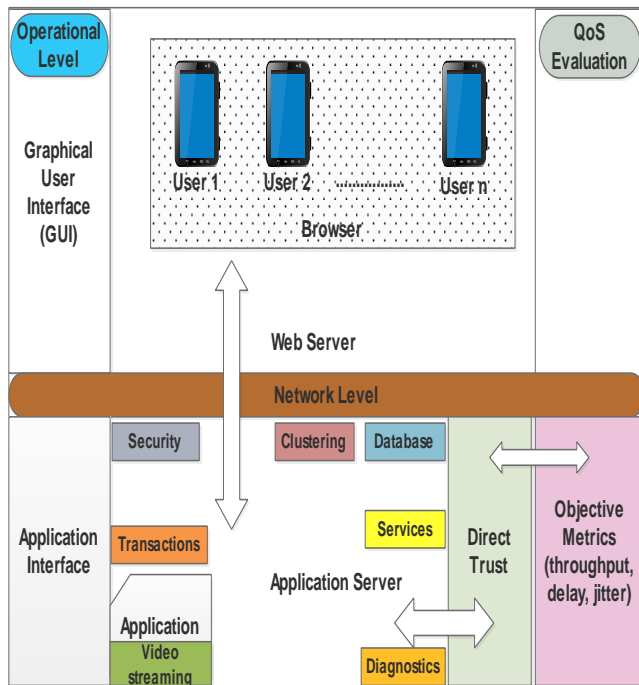 Operational
Level
QoS
Evaluation
Graphical
User
Interface
(GUI)
User 1
User 2
................
User n
Browser
Web Server
Network Level
Security
Clustering
Database
Application
Interface
Transactions
Services
Direct
Trust
Objective
Metrics
(throughput,
delay, jitter)
Application Server
Application
Video
streaming
Diagnostics